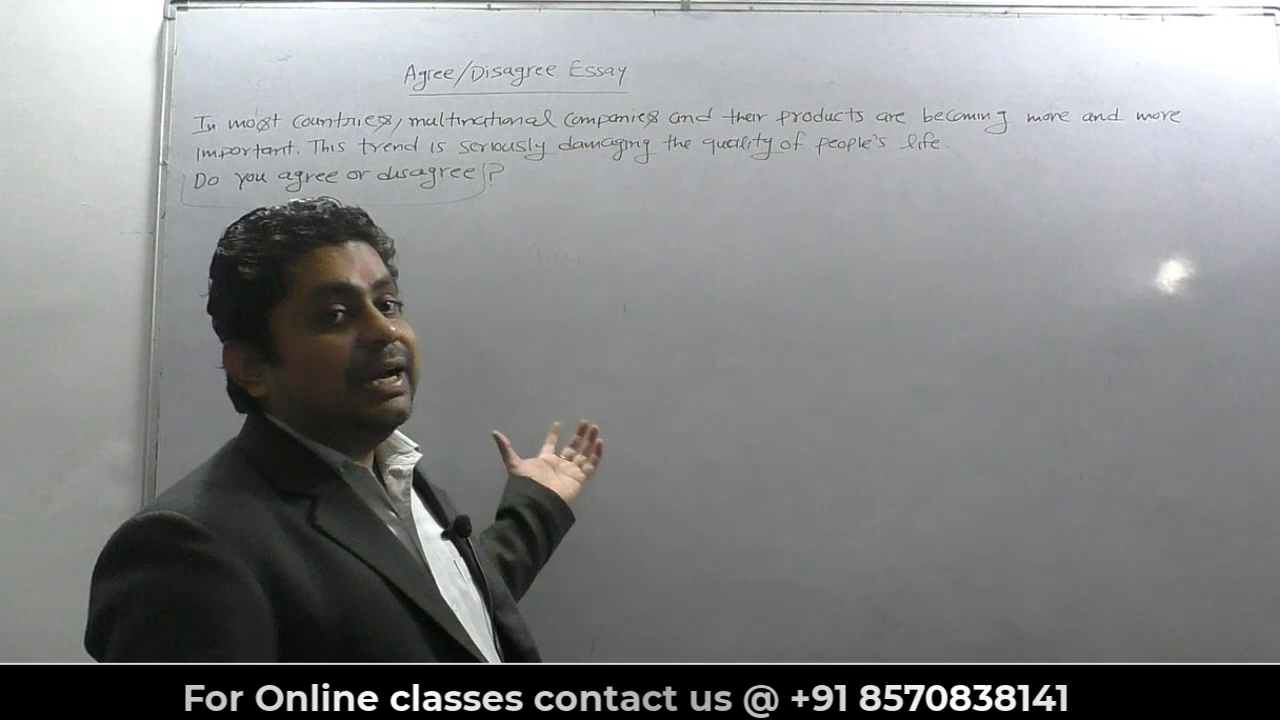 Agree/Disagree Essay
In most countries, multinational companies and their products are becoming more and more
important. This trend is seriously damaging the quality of people's life.
Do you agree or disagree?
For Online classes contact us @ +91 8570838141